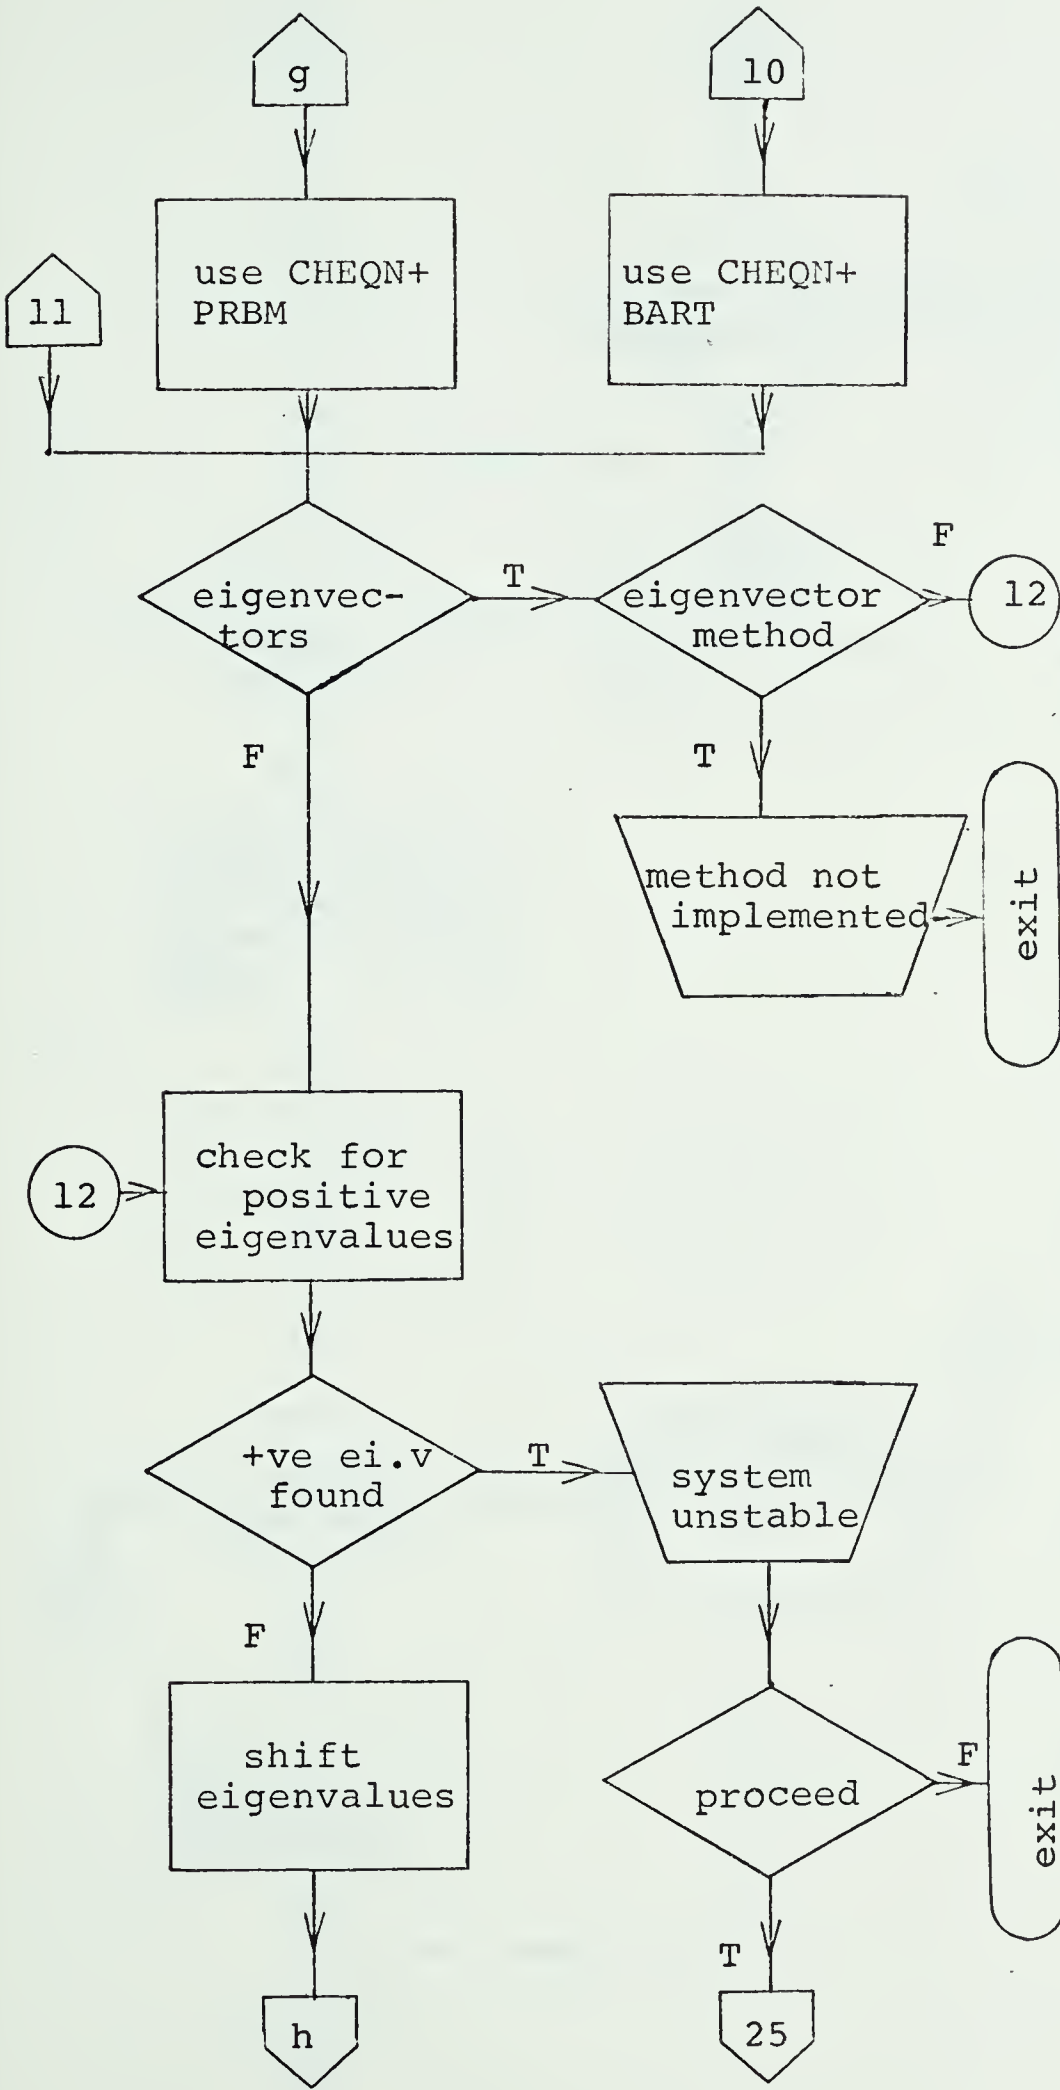 g
10
use CHEQN+
PRBM
use CHEQN+
BART
11
eigenvec-
tors
T
eigenvector
method
F
12
F
T
method not
implemented
exit
12
check for
positive
eigenvalues
+ve ei.v
found
T
system
unstable
F
shift
eigenvalues
proceed
F
exit
T
h
25